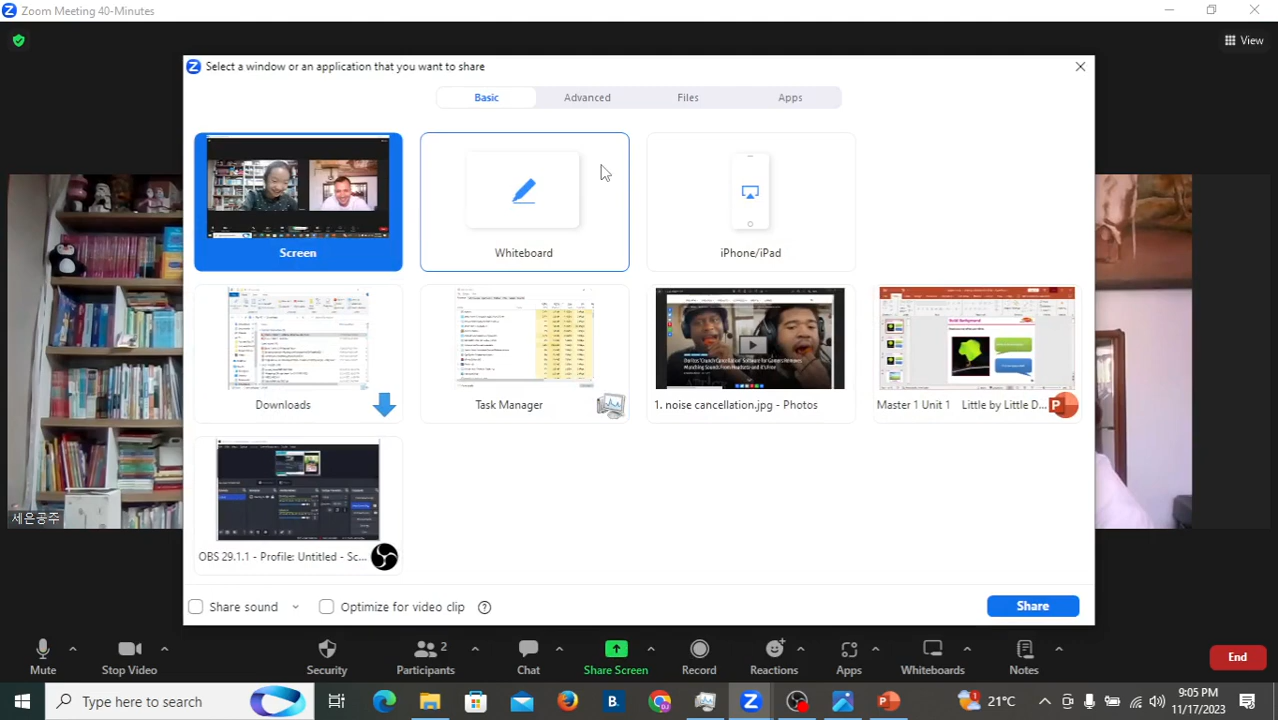 Zoom Meeting 40-Minutes
View
Select a window or an application that you want to share
Basic
Advanced
Files
Apps
Screen
Whiteboard
iPhone/iPad
Downloads
Task Manager
1. noise cancellation.jpg - Photos
Master 1 Unit 1 Little by Little D...
세은공주
OBS 29.1.1 - Profile: Untitled - Sc...
Share sound
Optimize for video clip
Share
Mute
Stop Video
Security
2
Participants
Chat
Share Screen
Record
Reactions
Apps
Whiteboards
Notes
End
Type here to search
21°C
9:05 PM
11/17/2023